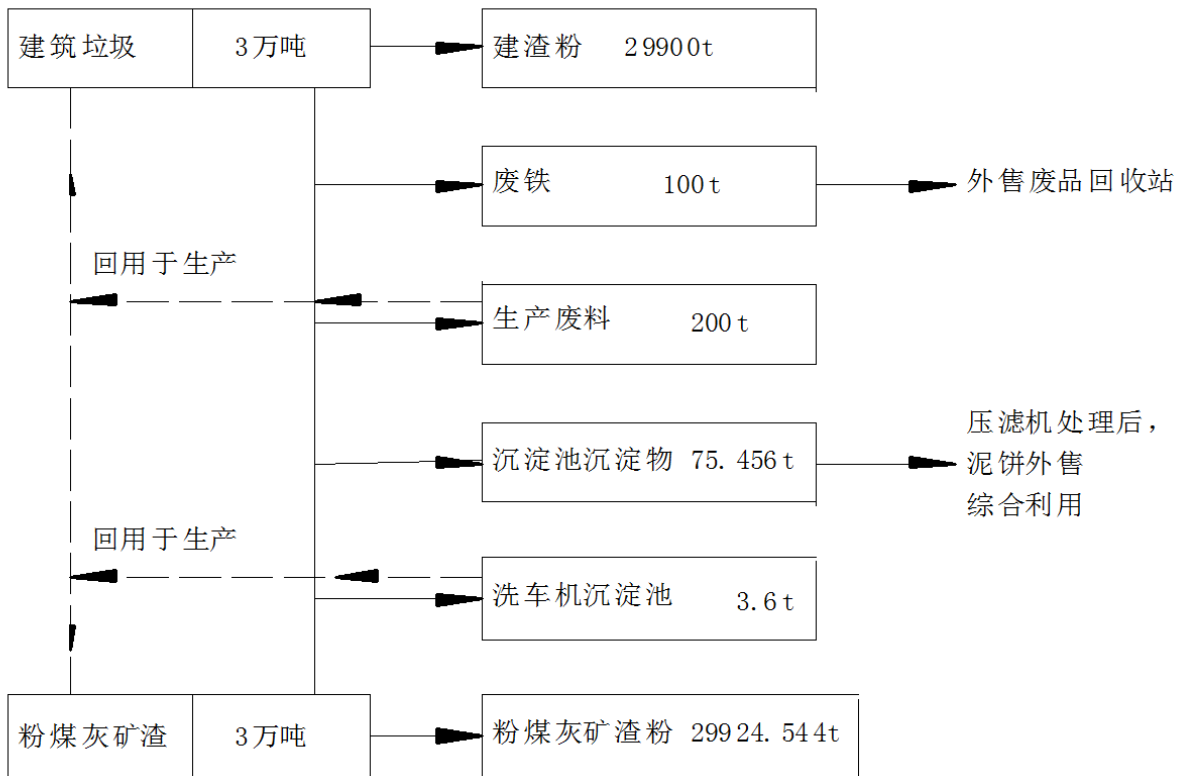 建筑垃圾 3万吨 建渣粉 29900t
废铁 100t 外售废品回收站
回用于生产
生产废料 200t
沉淀池沉淀物 75.456t
压滤机处理后，
泥饼外售
综合利用
回用于生产
洗车机沉淀池 3.6t
粉煤灰矿渣 3万吨 粉煤灰矿渣粉 29924.544t